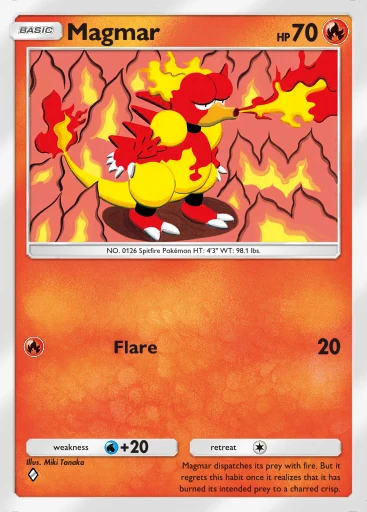 BASIC Magmar HP 70
NO. 0126 Spitfire Pokémon HT: 4'3" WT: 98.1 lbs.
Flare 20
weakness +20 retreat
Illus. Miki Tanaka
Magmar dispatches its prey with fire. But it
regrets this habit once it realizes that it has
burned its intended prey to a charred crisp.